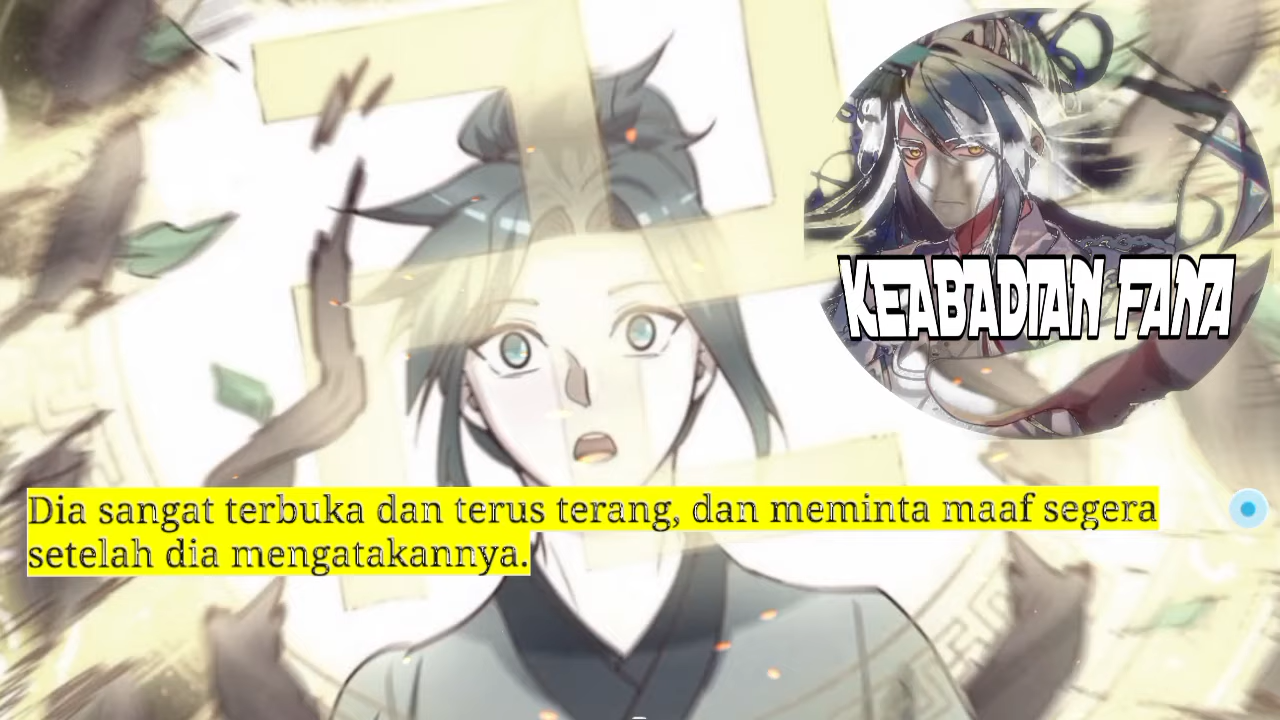 KEABADIAN FANA
Dia sangat terbuka dan terus terang, dan meminta maaf segera
setelah dia mengatakannya.